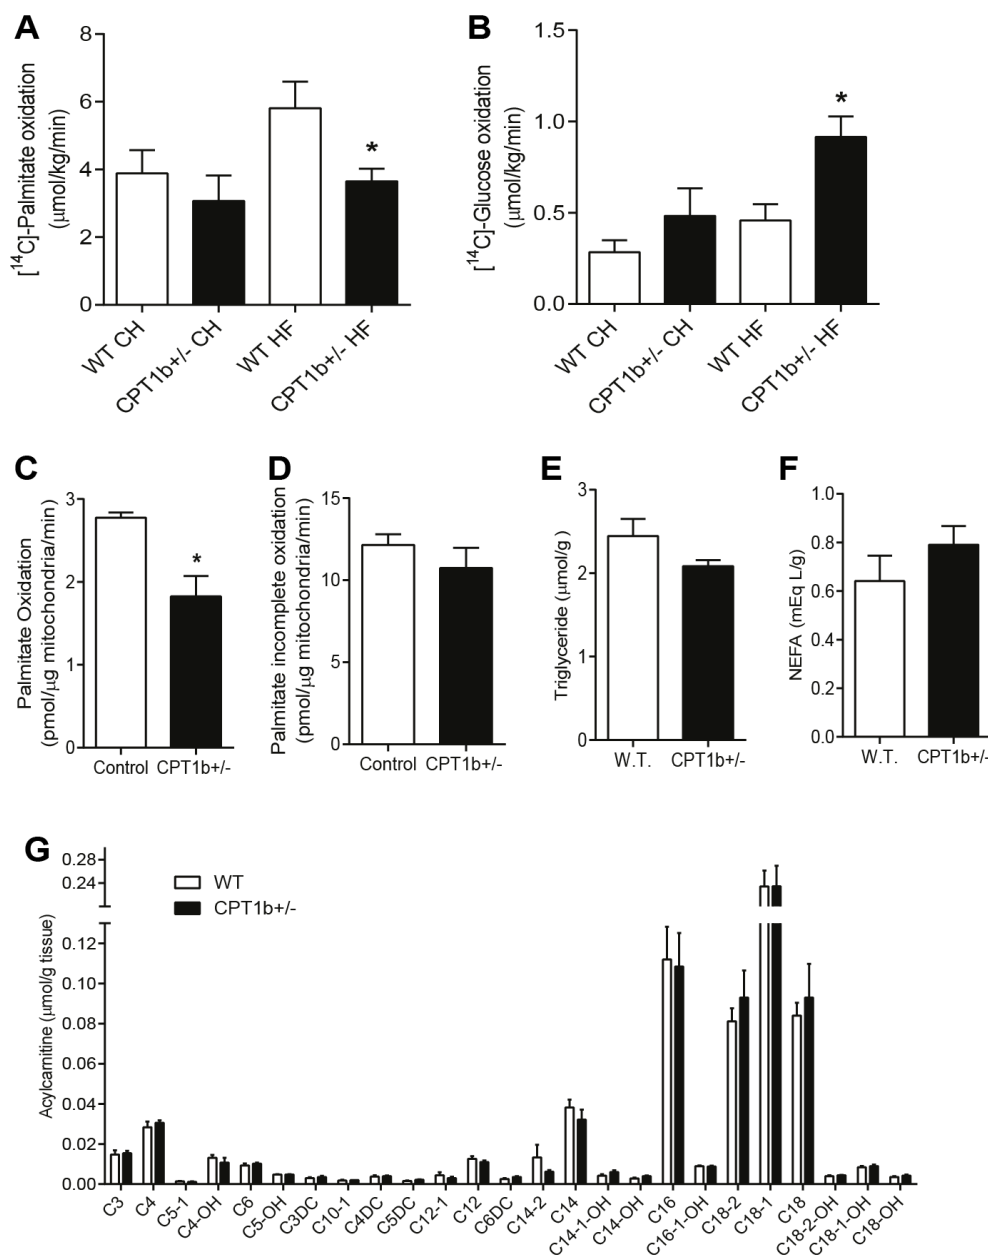 A
[¹⁴C]-Palmitate oxidation
(μmol/kg/min)
8
6
4
2
0
*
WT CH
CPT1b+/- CH
WT HF
CPT1b+/- HF
B
[¹⁴C]-Glucose oxidation
(μmol/kg/min)
1.5
1.0
0.5
0.0
*
WT CH
CPT1b+/- CH
WT HF
CPT1b+/- HF
C
Palmitate Oxidation
(pmol/μg mitochondria/min)
3
2
1
0
*
Control CPT1b+/-
D
Palmitate incomplete oxidation
(pmol/μg mitochondria/min)
15
10
5
0
Control CPT1b+/-
E
Triglyceride (μmol/g )
3
2
1
0
W.T. CPT1b+/-
F
NEFA (mEq L/g)
1.0
0.8
0.6
0.4
0.2
0.0
W.T. CPT1b+/-
G
Acylcarnitine (μmol/g tissue)
0.28
0.24
0.12
0.10
0.08
0.06
0.04
0.02
0.00
WT
CPT1b+/-
C3
C4
C5-1
C4-OH
C6
C5-OH
C3DC
C10-1
C4DC
C5DC
C12-1
C12
C6DC
C14-2
C14
C14-1-OH
C14-OH
C16
C16-1-OH
C18-2
C18-1
C18
C18-2-OH
C18-1-OH
C18-OH